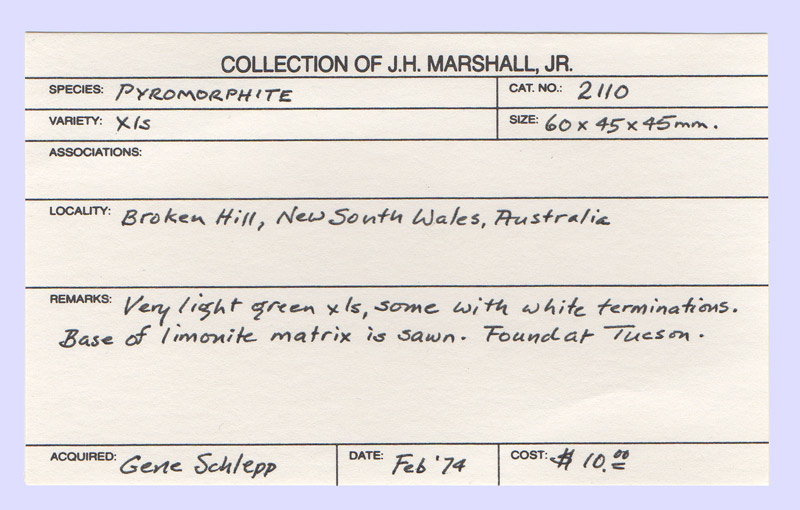 COLLECTION OF J.H. MARSHALL, JR.
SPECIES: PYROMORPHITE CAT. NO.: 2110
VARIETY: Xls SIZE: 60 x 45 x 45mm.
ASSOCIATIONS:
LOCALITY: Broken Hill, New South Wales, Australia
REMARKS: Very light green xls, some with white terminations.
Base of limonite matrix is sawn. Found at Tucson.
ACQUIRED: Gene Schlepp DATE: Feb '74 COST: $ 10.00